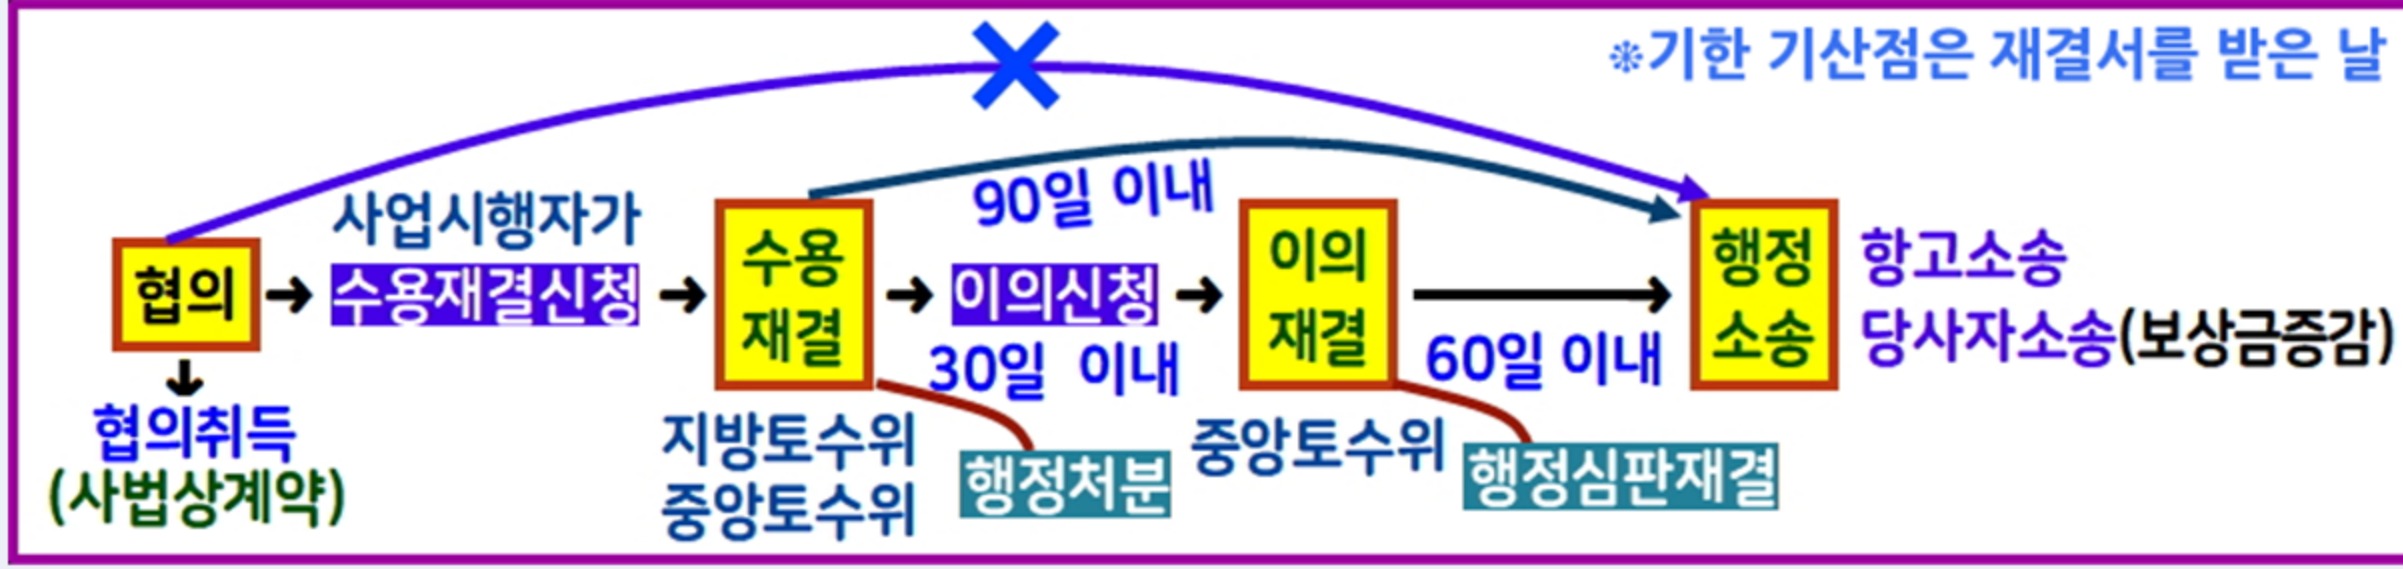 ※기한 기산점은 재결서를 받은 날
90일 이내
사업시행자가
협의 → 수용재결신청 → 수용 재결 → 이의신청 → 이의 재결 → 행정 소송
항고소송
당사자소송(보상금증감)
30일 이내
60일 이내
협의취득
(사법상계약)
지방토수위
중앙토수위
행정처분
중앙토수위
행정심판재결